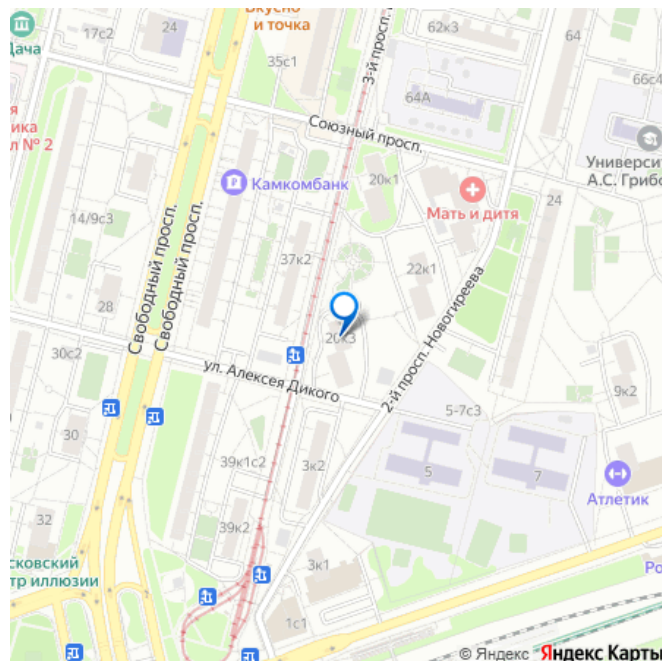 Вкусно
и точка
17с2
24
Дача
35с1
3-й просп.
62к3
64
66с4
64А
Союзный просп.
№ 2
Камкомбанк
20к1
Мать и дитя
А.С. Грибо
24
14/9с3
Свободный просп.
Свободный просп.
37к2
22к1
28
20к3
2-й просп. Новогиреева
30с2
ул. Алексея Дикого
9к2
5-7с3
30
39к1с2
3к2
5
7
Атлетик
32
39к2
3к1
1с1
© Яндекс Яндекс Карты